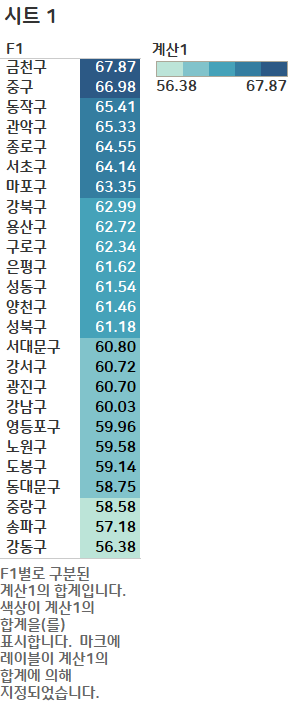 시트 1
F1
계산1
56.38 67.87
금천구 67.87
중구 66.98
동작구 65.41
관악구 65.33
종로구 64.55
서초구 64.14
마포구 63.35
강북구 62.99
용산구 62.72
구로구 62.34
은평구 61.62
성동구 61.54
양천구 61.46
성북구 61.18
서대문구 60.80
강서구 60.72
광진구 60.70
강남구 60.03
영등포구 59.96
노원구 59.58
도봉구 59.14
동대문구 58.75
중랑구 58.58
송파구 57.18
강동구 56.38
F1별로 구분된
계산1의 합계입니다.
색상이 계산1의
합계을(를)
표시합니다. 마크에
레이블이 계산1의
합계에 의해
지정되었습니다.